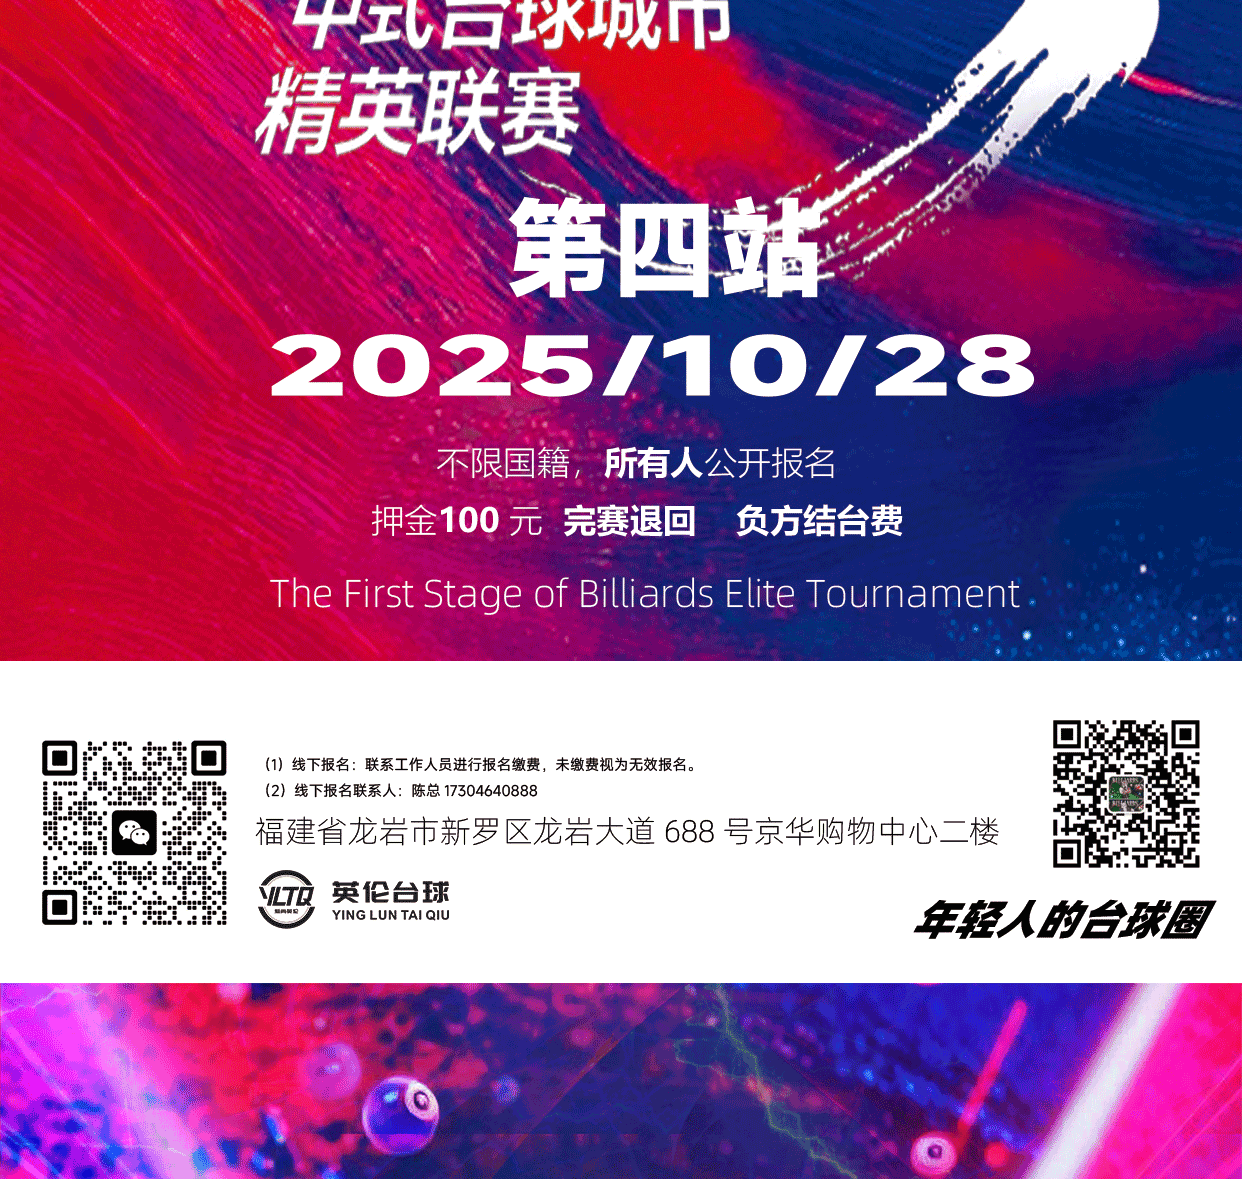 中式台球城市
精英联赛
第四站
2025/10/28
不限国籍，所有人公开报名
押金100 元 完赛退回 负方结台费
The First Stage of Billiards Elite Tournament
（1）线下报名：联系工作人员进行报名缴费，未缴费视为无效报名。
（2）线下报名联系人：陈总 17304640888
福建省龙岩市新罗区龙岩大道 688 号京华购物中心二楼
YLTQ
英伦台球
YING LUN TAI QIU
年轻人的台球圈